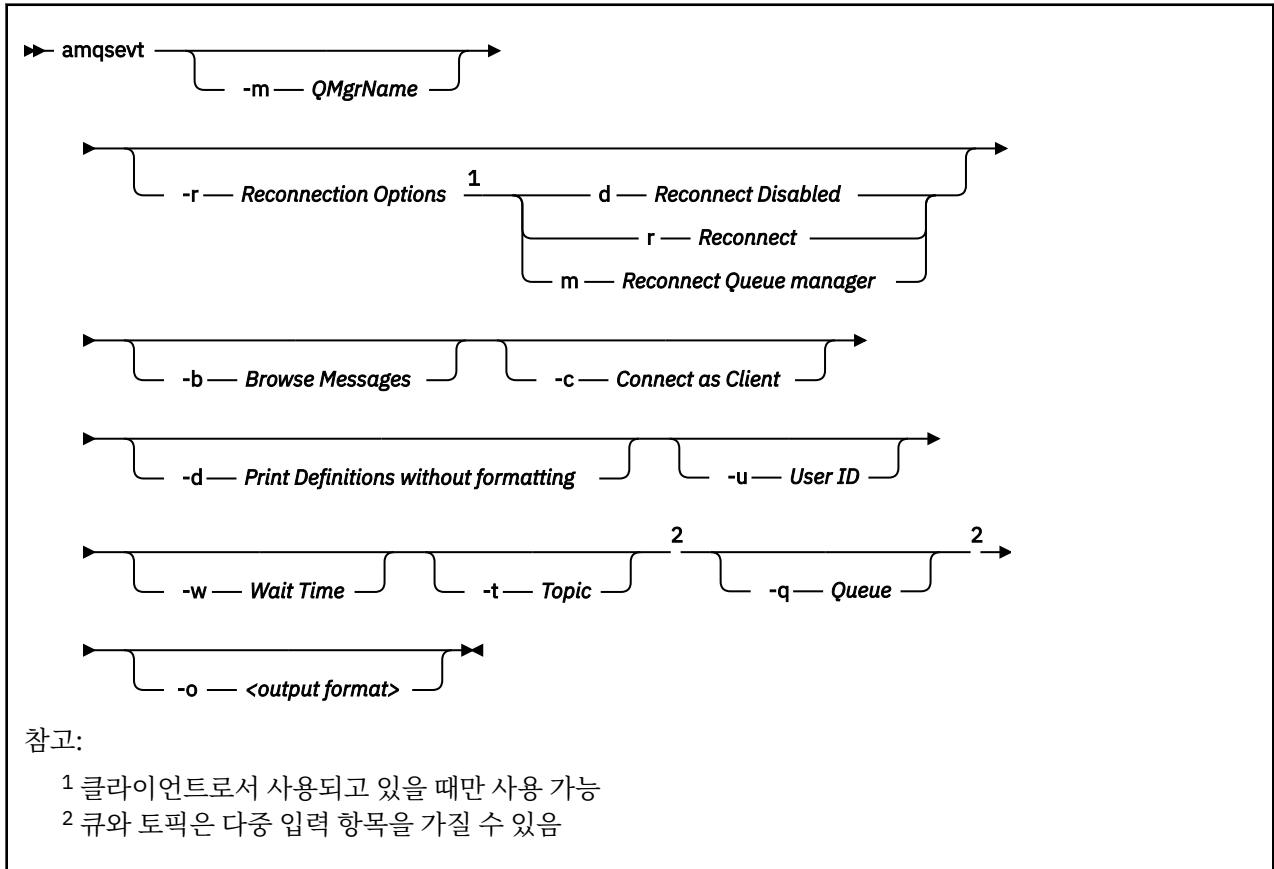 amqsevt
-m QMgrName
-r Reconnection Options 1 d Reconnect Disabled
r Reconnect
m Reconnect Queue manager
-b Browse Messages -c Connect as Client
-d Print Definitions without formatting -u User ID
2 2
-w Wait Time -t Topic -q Queue
-o <output format>
참고:
1 클라이언트로서 사용되고 있을 때만 사용 가능
2 큐와 토픽은 다중 입력 항목을 가질 수 있음